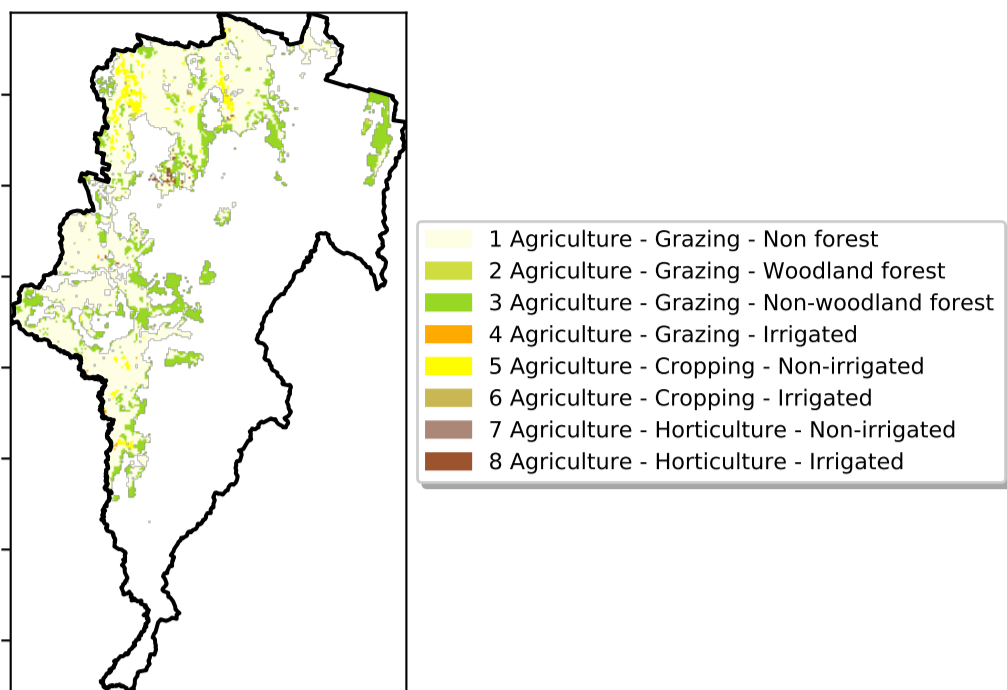 1 Agriculture - Grazing - Non forest
2 Agriculture - Grazing - Woodland forest
3 Agriculture - Grazing - Non-woodland forest
4 Agriculture - Grazing - Irrigated
5 Agriculture - Cropping - Non-irrigated
6 Agriculture - Cropping - Irrigated
7 Agriculture - Horticulture - Non-irrigated
8 Agriculture - Horticulture - Irrigated